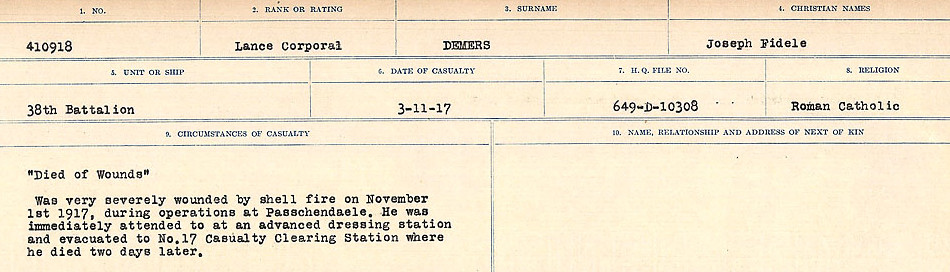 1. NO. 2. RANK OR RATING 3. SURNAME 4. CHRISTIAN NAMES
410918 Lance Corporal DEMERS Joseph Fidele
5. UNIT OR SHIP 6. DATE OF CASUALTY 7. H. Q. FILE NO. 8. RELIGION
38th Battalion 3-11-17 649-D-10308 Roman Catholic
9. CIRCUMSTANCES OF CASUALTY 10. NAME, RELATIONSHIP AND ADDRESS OF NEXT OF KIN
"Died of Wounds"
Was very severely wounded by shell fire on November
1st 1917, during operations at Passchendaele. He was
immediately attended to at an advanced dressing station
and evacuated to No.17 Casualty Clearing Station where
he died two days later.